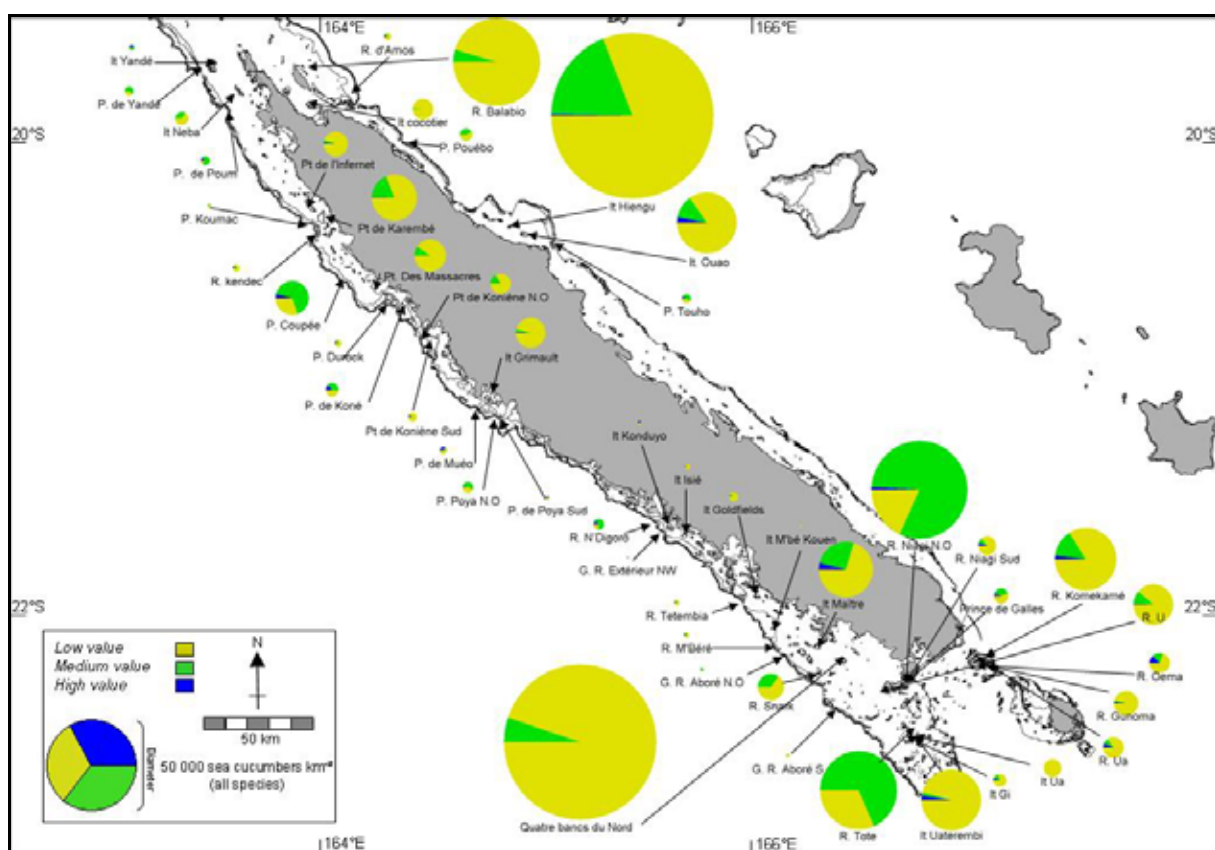 164°E
166°E
R. d'Amos
It Yandé
R. Balabio
P. de Yandé
It cocotier
It Neba
20°S
20°S
P. Pouébo
Pt de l'Infernet
P. de Poum
P. Koumac
Pt de Karembé
It Hiengu
It. Ouao
R. kendec
Pt. Des Massacres
Pt de Koniène N.O
P. Touho
P. Coupée
P. Durock
It Grimault
P. de Koné
Pt de Koniène Sud
It Konduyo
P. de Muéo
It Isié
P. Poya N.O
P. de Poya Sud
It Goldfields
R. N'Digoro
It M'bé Kouen
R. Niagi N.O
R. Niagi Sud
G. R. Extérieur NW
It Maître
Prince de Galles
R. Komekamé
22°S
22°S
R. Tetembia
R. U
R. M'Béré
R. Oema
G. R. Aboré N.O
R. Snark
R. Gunoma
R. Ua
G. R. Aboré S.
It Ua
It Gi
Quatre bancs du Nord
R. Tote
It Uaterembi
Low value
Medium value
High value
N
50 km
Diameter
50 000 sea cucumbers km-²
(all species)
164°E
166°E